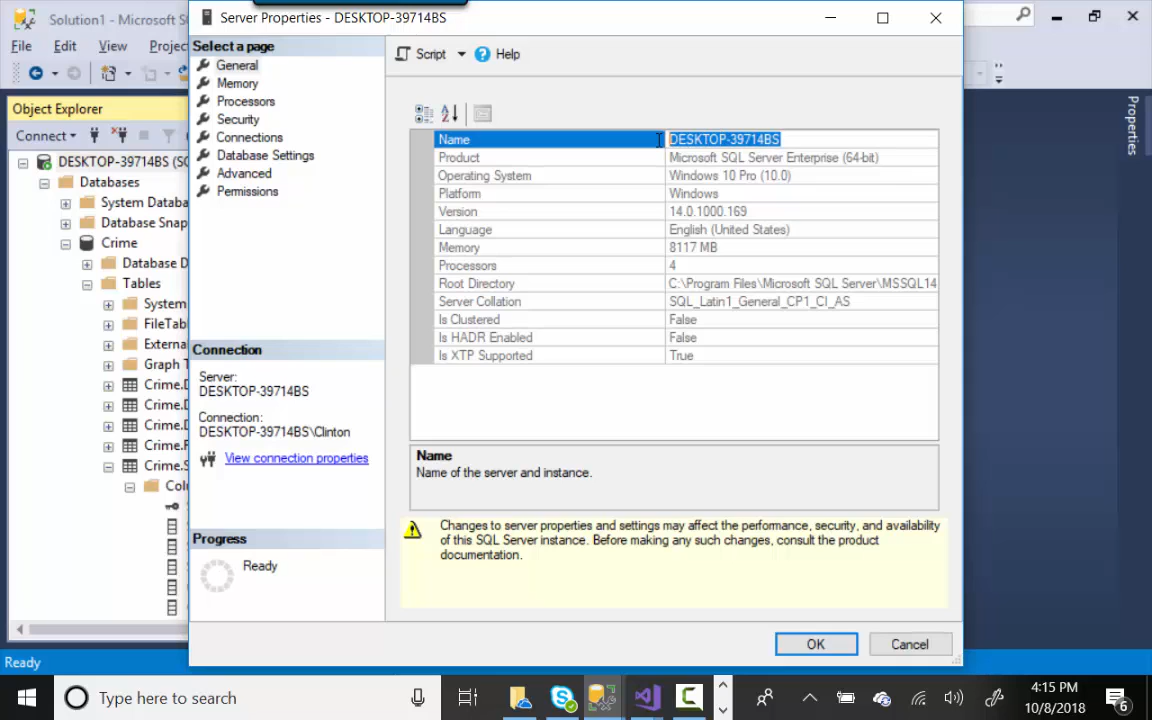 Solution1 - Microsoft S
Server Properties - DESKTOP-39714BS
File Edit View Projec
Select a page
General
Memory
Processors
Security
Connections
Database Settings
Advanced
Permissions
Script Help
Object Explorer
Connect
DESKTOP-39714BS (SQ
Databases
System Databa
Database Snap
Crime
Database D
Tables
System
FileTab
Externa
Graph T
Crime.D
Crime.D
Crime.D
Crime.F
Crime.S
Colu
Name DESKTOP-39714BS
Product Microsoft SQL Server Enterprise (64-bit)
Operating System Windows 10 Pro (10.0)
Platform Windows
Version 14.0.1000.169
Language English (United States)
Memory 8117 MB
Processors 4
Root Directory C:\Program Files\Microsoft SQL Server\MSSQL14
Server Collation SQL_Latin1_General_CP1_CI_AS
Is Clustered False
Is HADR Enabled False
Is XTP Supported True
Connection
Server:
DESKTOP-39714BS
Connection:
DESKTOP-39714BS\Clinton
View connection properties
Progress
Ready
Name
Name of the server and instance.
Changes to server properties and settings may affect the performance, security, and availability
of this SQL Server instance. Before making any such changes, consult the product
documentation.
OK Cancel
Properties
Ready
Type here to search
4:15 PM
10/8/2018
6